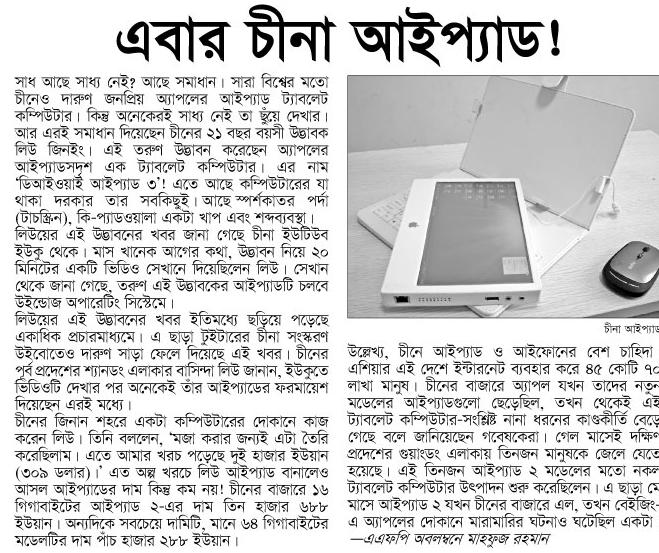 এবার চীনা আইপ্যাড!
সাধ আছে সাধ্য নেই? আছে সমাধান। সারা বিশ্বের মতো
চীনেও দারুণ জনপ্রিয় অ্যাপলের আইপ্যাড ট্যাবলেট
কম্পিউটার। কিন্তু অনেকেরই সাধ্য নেই তা ছুঁয়ে দেখার।
আর এরই সমাধান দিয়েছেন চীনের ২১ বছর বয়সী উদ্ভাবক
লিউ জিনইং। এই তরুণ উদ্ভাবন করেছেন অ্যাপলের
আইপ্যাডসদৃশ এক ট্যাবলেট কম্পিউটার। এর নাম
‘ডিআইওয়াই আইপ্যাড ৩’! এতে আছে কম্পিউটারের যা
থাকা দরকার তার সবকিছুই। আছে স্পর্শকাতর পর্দা
(টাচস্ক্রিন), কি-প্যাডওয়ালা একটা খাপ এবং শব্দব্যবস্থা।
লিউয়ের এই উদ্ভাবনের খবর জানা গেছে চীনা ইউটিউব
ইউকু থেকে। মাস খানেক আগের কথা, উদ্ভাবন নিয়ে ২০
মিনিটের একটি ভিডিও সেখানে দিয়েছিলেন লিউ। সেখান
থেকে জানা গেছে, তরুণ এই উদ্ভাবকের আইপ্যাডটি চলবে
উইন্ডোজ অপারেটিং সিস্টেমে।
লিউয়ের এই উদ্ভাবনের খবর ইতিমধ্যে ছড়িয়ে পড়েছে
একাধিক প্রচারমাধ্যমে। এ ছাড়া টুইটারের চীনা সংস্করণ
উইবোতেও দারুণ সাড়া ফেলে দিয়েছে এই খবর। চীনের
পূর্ব প্রদেশের শ্যানডং এলাকার বাসিন্দা লিউ জানান, ইউকুতে
ভিডিওটি দেখার পর অনেকেই তাঁর আইপ্যাডের ফরমায়েশ
দিয়েছেন এরই মধ্যে।
চীনের জিনান শহরে একটা কম্পিউটারের দোকানে কাজ
করেন লিউ। তিনি বললেন, ‘মজা করার জন্যই এটা তৈরি
করেছিলাম। এতে আমার খরচ পড়েছে দুই হাজার ইউয়ান
(৩০৯ ডলার)।’ এত অল্প খরচে লিউ আইপ্যাড বানালেও
আসল আইপ্যাডের দাম কিন্তু কম নয়! চীনের বাজারে ১৬
গিগাবাইটের আইপ্যাড ২-এর দাম তিন হাজার ৬৮৮
ইউয়ান। অন্যদিকে সবচেয়ে দামিটি, মানে ৬৪ গিগাবাইটের
মডেলটির দাম পাঁচ হাজার ২৮৮ ইউয়ান।
চীনা আইপ্যাড
উল্লেখ্য, চীনে আইপ্যাড ও আইফোনের বেশ চাহিদা
এশিয়ার এই দেশে ইন্টারনেট ব্যবহার করে ৪৫ কোটি ৭০
লাখ মানুষ। চীনের বাজারে অ্যাপল যখন তাদের নতুন
মডেলের আইপ্যাডগুলো ছেড়েছিল, তখন থেকেই এই
ট্যাবলেট কম্পিউটার-সংশ্লিষ্ট নানা ধরনের কাণ্ডকীর্তি বেড়ে
গেছে বলে জানিয়েছেন গবেষকেরা। গেল মাসেই দক্ষিণ
প্রদেশের গুয়াংডং এলাকায় তিনজন মানুষকে জেলে যেতে
হয়েছে। এই তিনজন আইপ্যাড ২ মডেলের মতো নকল
ট্যাবলেট কম্পিউটার উৎপাদন শুরু করেছিলেন। এ ছাড়া মে
মাসে আইপ্যাড ২ যখন চীনের বাজারে এল, তখন বেইজিং-
এ অ্যাপলের দোকানে মারামারির ঘটনাও ঘটেছিল একটা
—এএফপি অবলম্বনে মাহফুজ রহমান